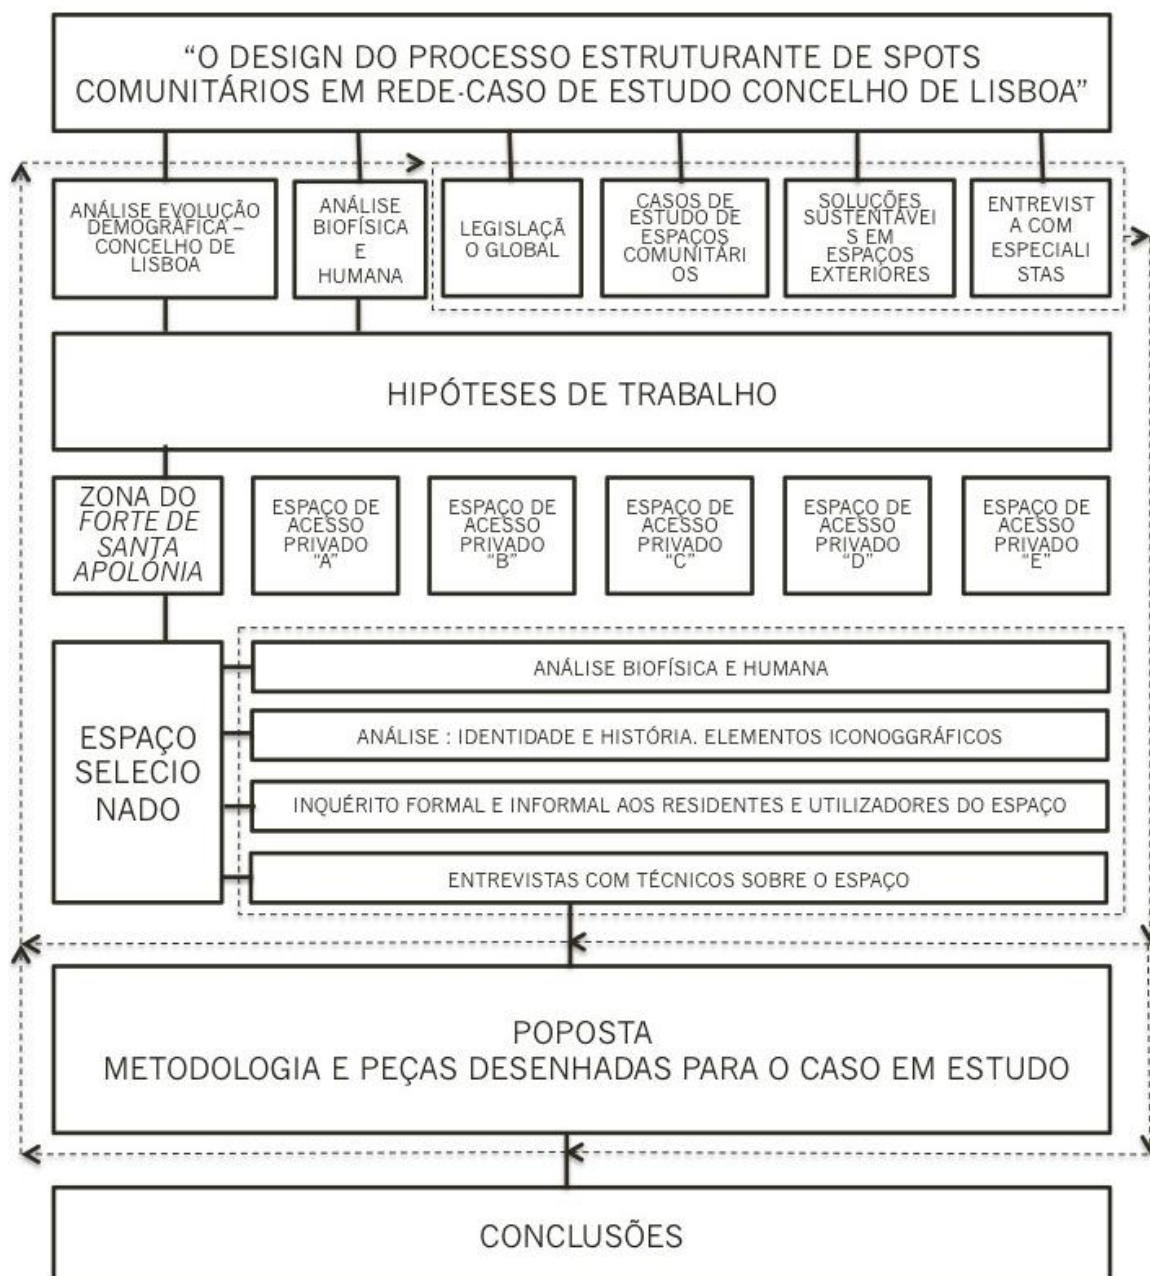 “O DESIGN DO PROCESSO ESTRUTURANTE DE SPOTS
COMUNITÁRIOS EM REDE-CASO DE ESTUDO CONCELHO DE LISBOA”
ANÁLISE EVOLUÇÃO
DEMOGRÁFICA –
CONCELHO DE
LISBOA
ANÁLISE
BIOFÍSICA
E
HUMANA
LEGISLAÇÃ
O GLOBAL
CASOS DE
ESTUDO DE
ESPAÇOS
COMUNITÁRI
OS
SOLUÇÕES
SUSTENTÁVEI
S EM
ESPAÇOS
EXTERIORES
ENTREVIST
A COM
ESPECIALI
STAS
HIPÓTESES DE TRABALHO
ZONA DO
FORTE DE
SANTA
APOLÓNIA
ESPAÇO DE
ACESSO
PRIVADO
“A”
ESPAÇO DE
ACESSO
PRIVADO
“B”
ESPAÇO DE
ACESSO
PRIVADO
“C”
ESPAÇO DE
ACESSO
PRIVADO
“D”
ESPAÇO DE
ACESSO
PRIVADO
“E”
ESPAÇO
SELECIO
NADO
ANÁLISE BIOFÍSICA E HUMANA
ANÁLISE : IDENTIDADE E HISTÓRIA. ELEMENTOS ICONOGGRÁFICOS
INQUÉRITO FORMAL E INFORMAL AOS RESIDENTES E UTILIZADORES DO ESPAÇO
ENTREVISTAS COM TÉCNICOS SOBRE O ESPAÇO
POPOSTA
METODOLOGIA E PEÇAS DESENHADAS PARA O CASO EM ESTUDO
CONCLUSÕES